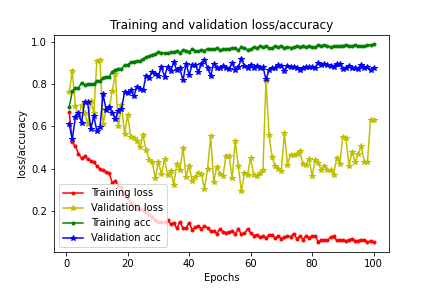 Training and validation loss/accuracy
loss/accuracy
1.0
0.8
0.6
0.4
0.2
Training loss
Validation loss
Training acc
Validation acc
0
20
40
60
80
100
Epochs